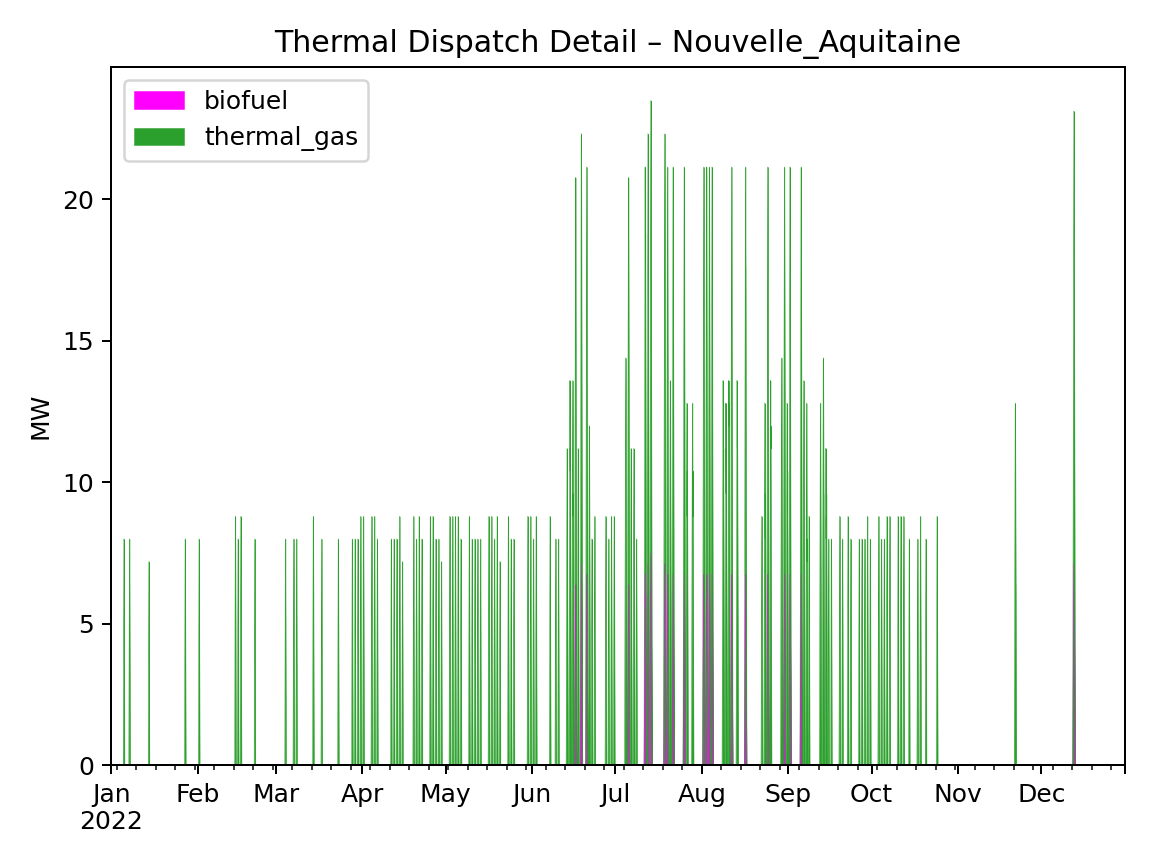 Thermal Dispatch Detail – Nouvelle_Aquitaine
biofuel
thermal_gas
MW
20
15
10
5
0
Jan Feb Mar Apr May Jun Jul Aug Sep Oct Nov Dec
2022